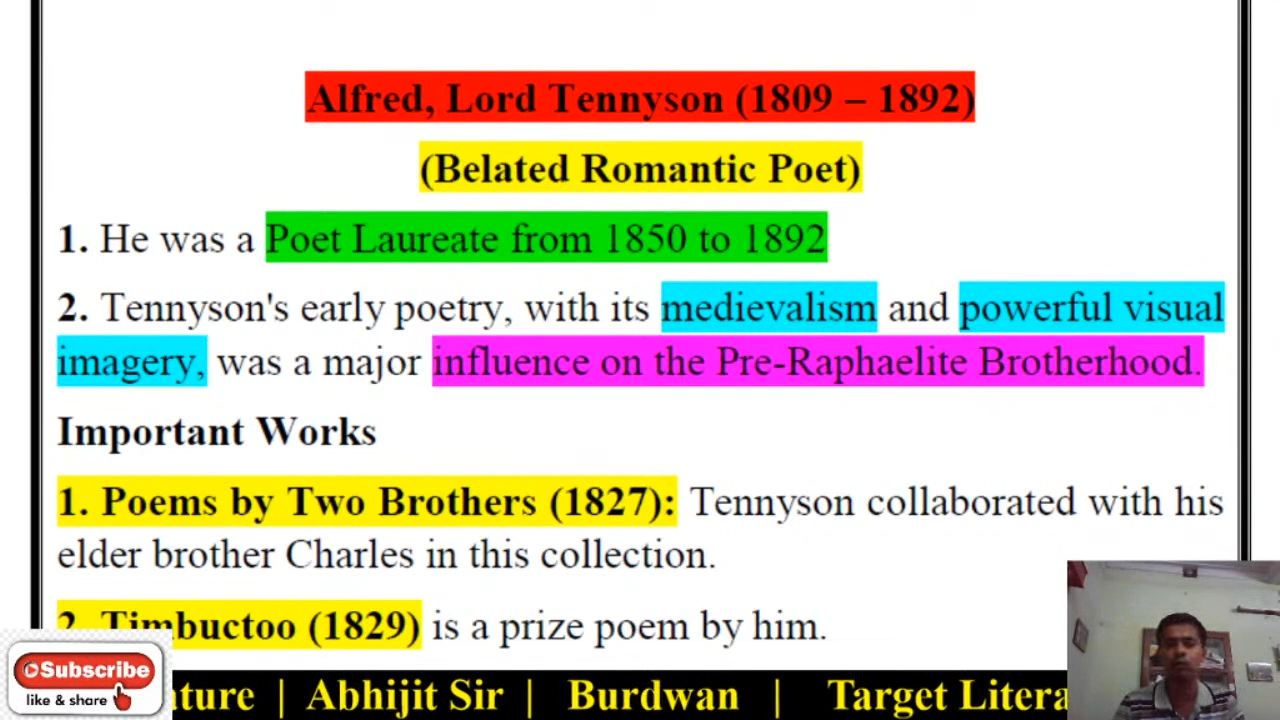 Alfred, Lord Tennyson (1809 – 1892)
(Belated Romantic Poet)
1. He was a Poet Laureate from 1850 to 1892
2. Tennyson's early poetry, with its medievalism and powerful visual
imagery, was a major influence on the Pre-Raphaelite Brotherhood.
Important Works
1. Poems by Two Brothers (1827): Tennyson collaborated with his
elder brother Charles in this collection.
2. Timbuctoo (1829) is a prize poem by him.
Subscribe
like & share
ature | Abhijit Sir | Burdwan | Target Litera